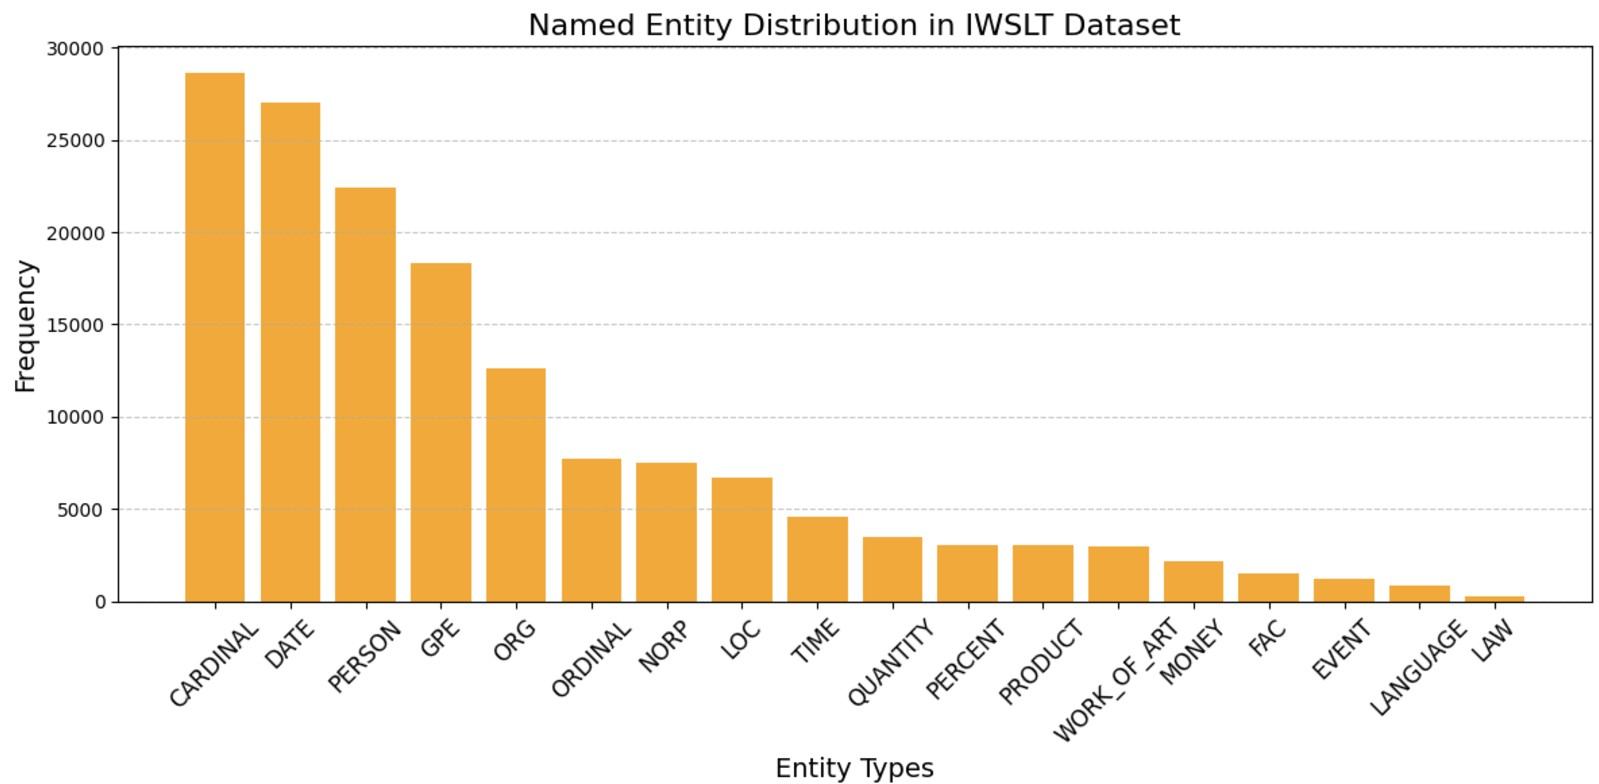 Named Entity Distribution in IWSLT Dataset
30000
25000
20000
15000
10000
5000
0
Frequency
CARDINAL
DATE
PERSON
GPE
ORG
ORDINAL
NORP
LOC
TIME
QUANTITY
PERCENT
PRODUCT
WORK_OF_ART
MONEY
FAC
EVENT
LANGUAGE
LAW
Entity Types